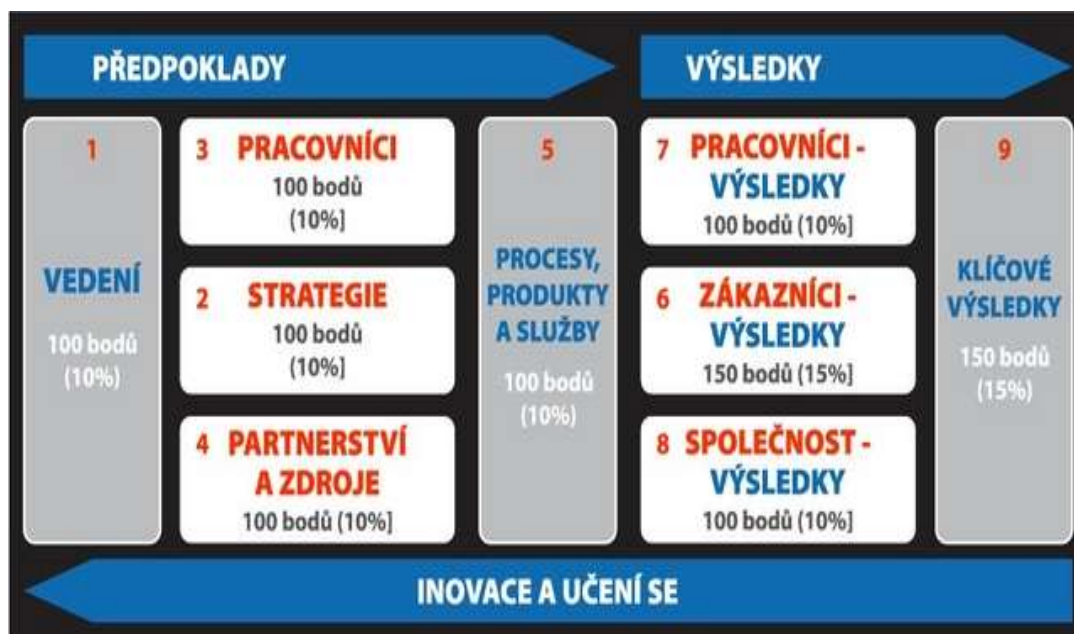 PŘEDPOKLADY
VÝSLEDKY
1
VEDENÍ
100 bodů
(10%)
3 PRACOVNÍCI
100 bodů
(10%]
2 STRATEGIE
100 bodů
(10%]
4 PARTNERSTVÍ
A ZDROJE
100 bodů (10%]
5
PROCESY,
PRODUKTY
A SLUŽBY
100 bodů
(10%)
7 PRACOVNÍCI -
VÝSLEDKY
100 bodů (10%]
6 ZÁKAZNÍCI -
VÝSLEDKY
150 bodů (15%]
8 SPOLEČNOST -
VÝSLEDKY
100 bodů (10%]
9
KLÍČOVÉ
VÝSLEDKY
150 bodů
(15%)
INOVACE A UČENÍ SE